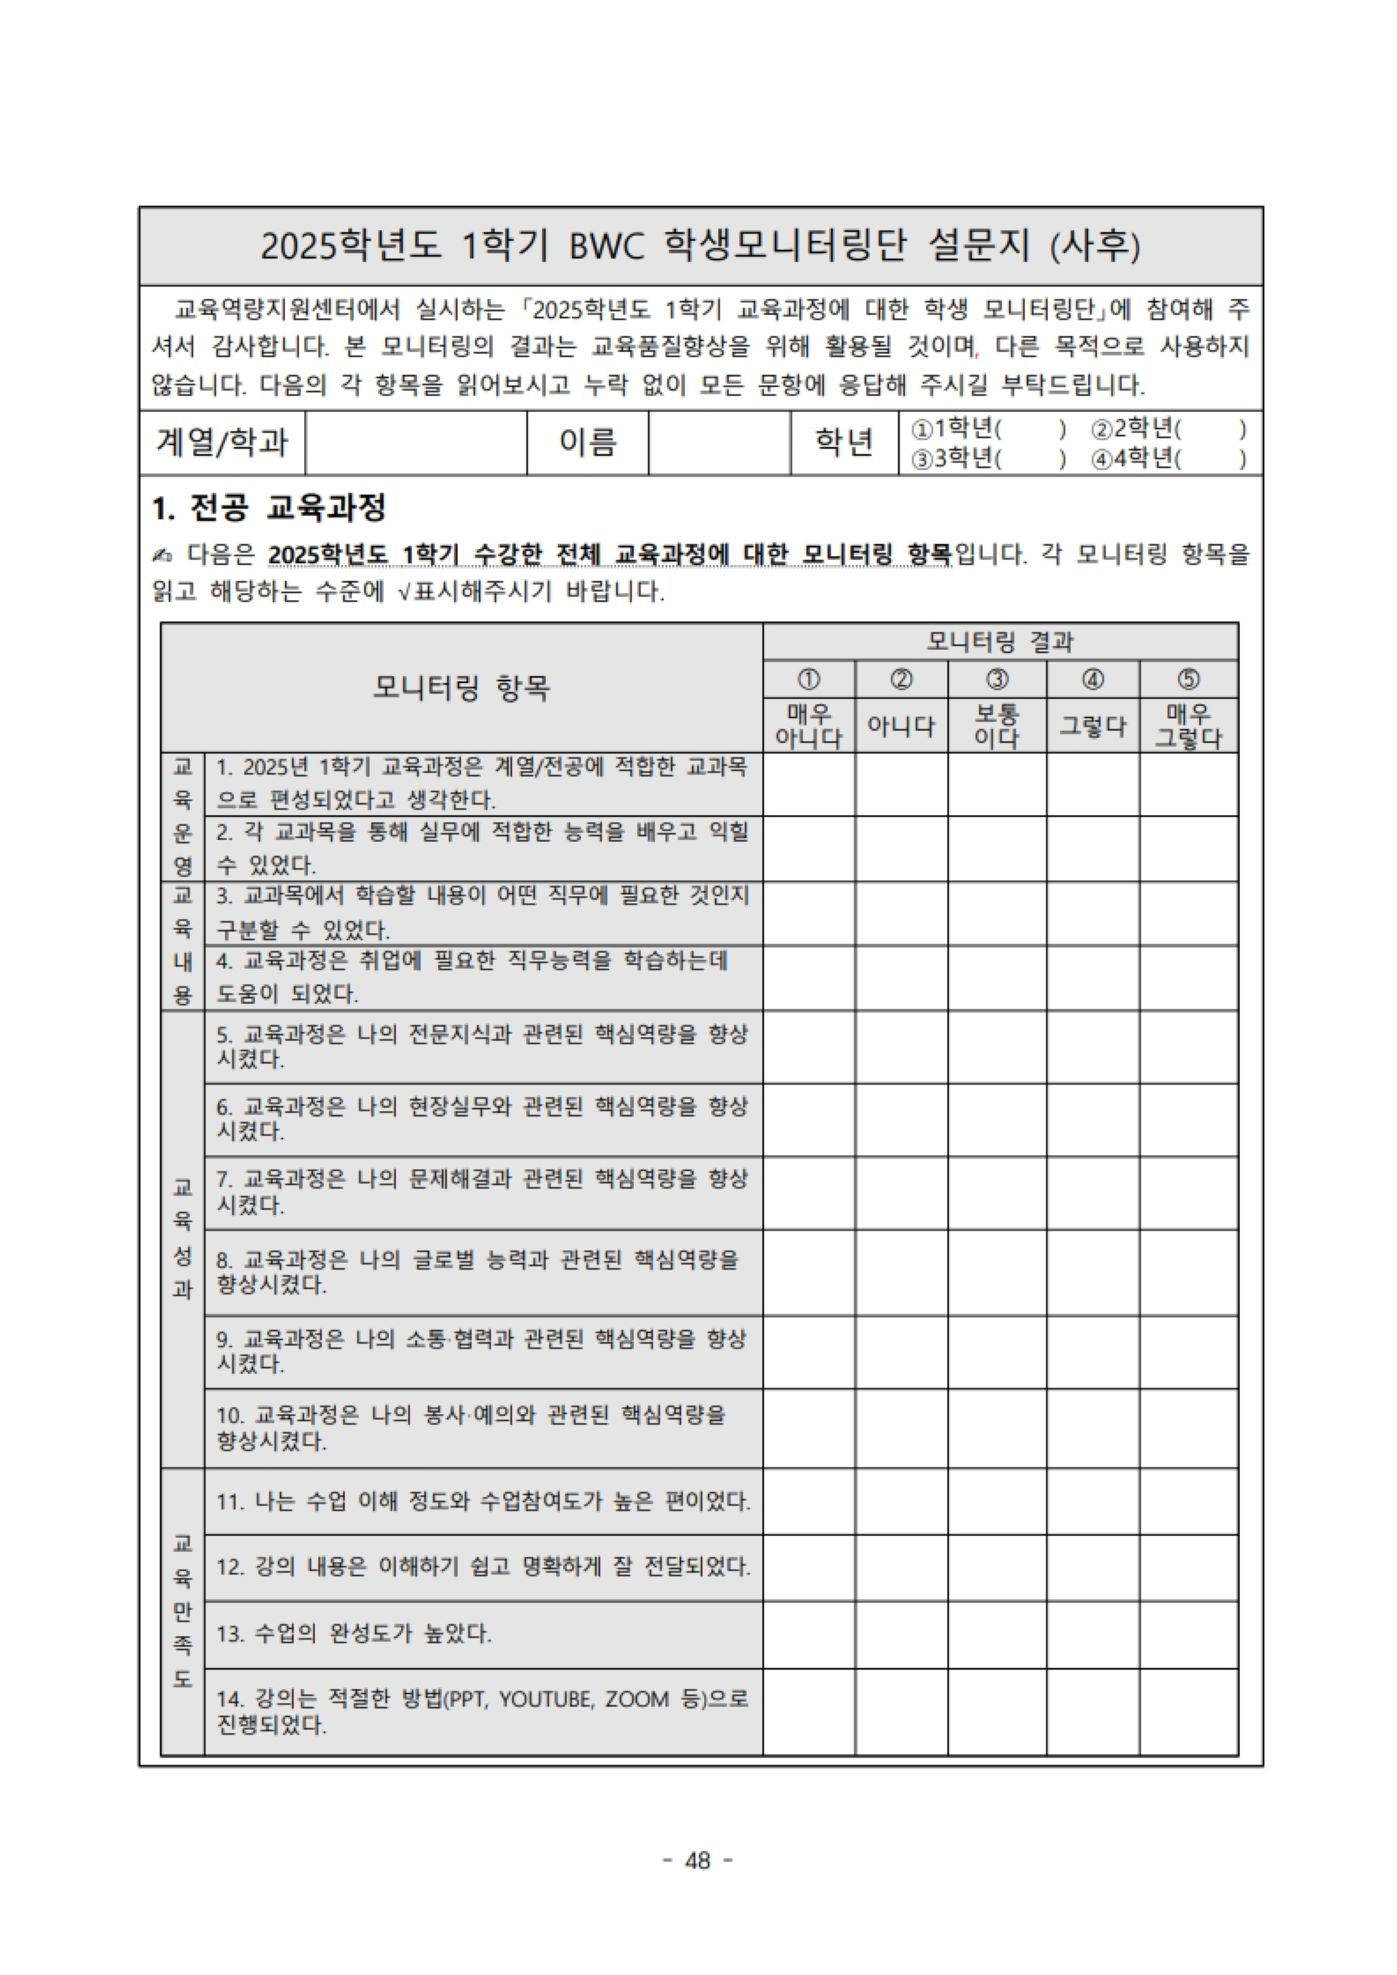 2025학년도 1학기 BWC 학생모니터링단 설문지 (사후)
교육역량지원센터에서 실시하는 「2025학년도 1학기 교육과정에 대한 학생 모니터링단」에 참여해 주
셔서 감사합니다. 본 모니터링의 결과는 교육품질향상을 위해 활용될 것이며, 다른 목적으로 사용하지
않습니다. 다음의 각 항목을 읽어보시고 누락 없이 모든 문항에 응답해 주시길 부탁드립니다.
계열/학과 이름 학년 ①1학년( ) ②2학년( )
③3학년( ) ④4학년( )
1. 전공 교육과정
✍ 다음은 2025학년도 1학기 수강한 전체 교육과정에 대한 모니터링 항목입니다. 각 모니터링 항목을
읽고 해당하는 수준에 √표시해주시기 바랍니다.
모니터링 항목
모니터링 결과
① ② ③ ④ ⑤
매우 아니다 보통 그렇다 매우
아니다 이다 그렇다
교육운영
1. 2025년 1학기 교육과정은 계열/전공에 적합한 교과목
으로 편성되었다고 생각한다.
2. 각 교과목을 통해 실무에 적합한 능력을 배우고 익힐
수 있었다.
교육내용
3. 교과목에서 학습할 내용이 어떤 직무에 필요한 것인지
구분할 수 있었다.
4. 교육과정은 취업에 필요한 직무능력을 학습하는데
도움이 되었다.
교육성과
5. 교육과정은 나의 전문지식과 관련된 핵심역량을 향상
시켰다.
6. 교육과정은 나의 현장실무와 관련된 핵심역량을 향상
시켰다.
7. 교육과정은 나의 문제해결과 관련된 핵심역량을 향상
시켰다.
8. 교육과정은 나의 글로벌 능력과 관련된 핵심역량을
향상시켰다.
9. 교육과정은 나의 소통·협력과 관련된 핵심역량을 향상
시켰다.
10. 교육과정은 나의 봉사·예의와 관련된 핵심역량을
향상시켰다.
교육만족도
11. 나는 수업 이해 정도와 수업참여도가 높은 편이었다.
12. 강의 내용은 이해하기 쉽고 명확하게 잘 전달되었다.
13. 수업의 완성도가 높았다.
14. 강의는 적절한 방법(PPT, YOUTUBE, ZOOM 등)으로
진행되었다.
- 48 -